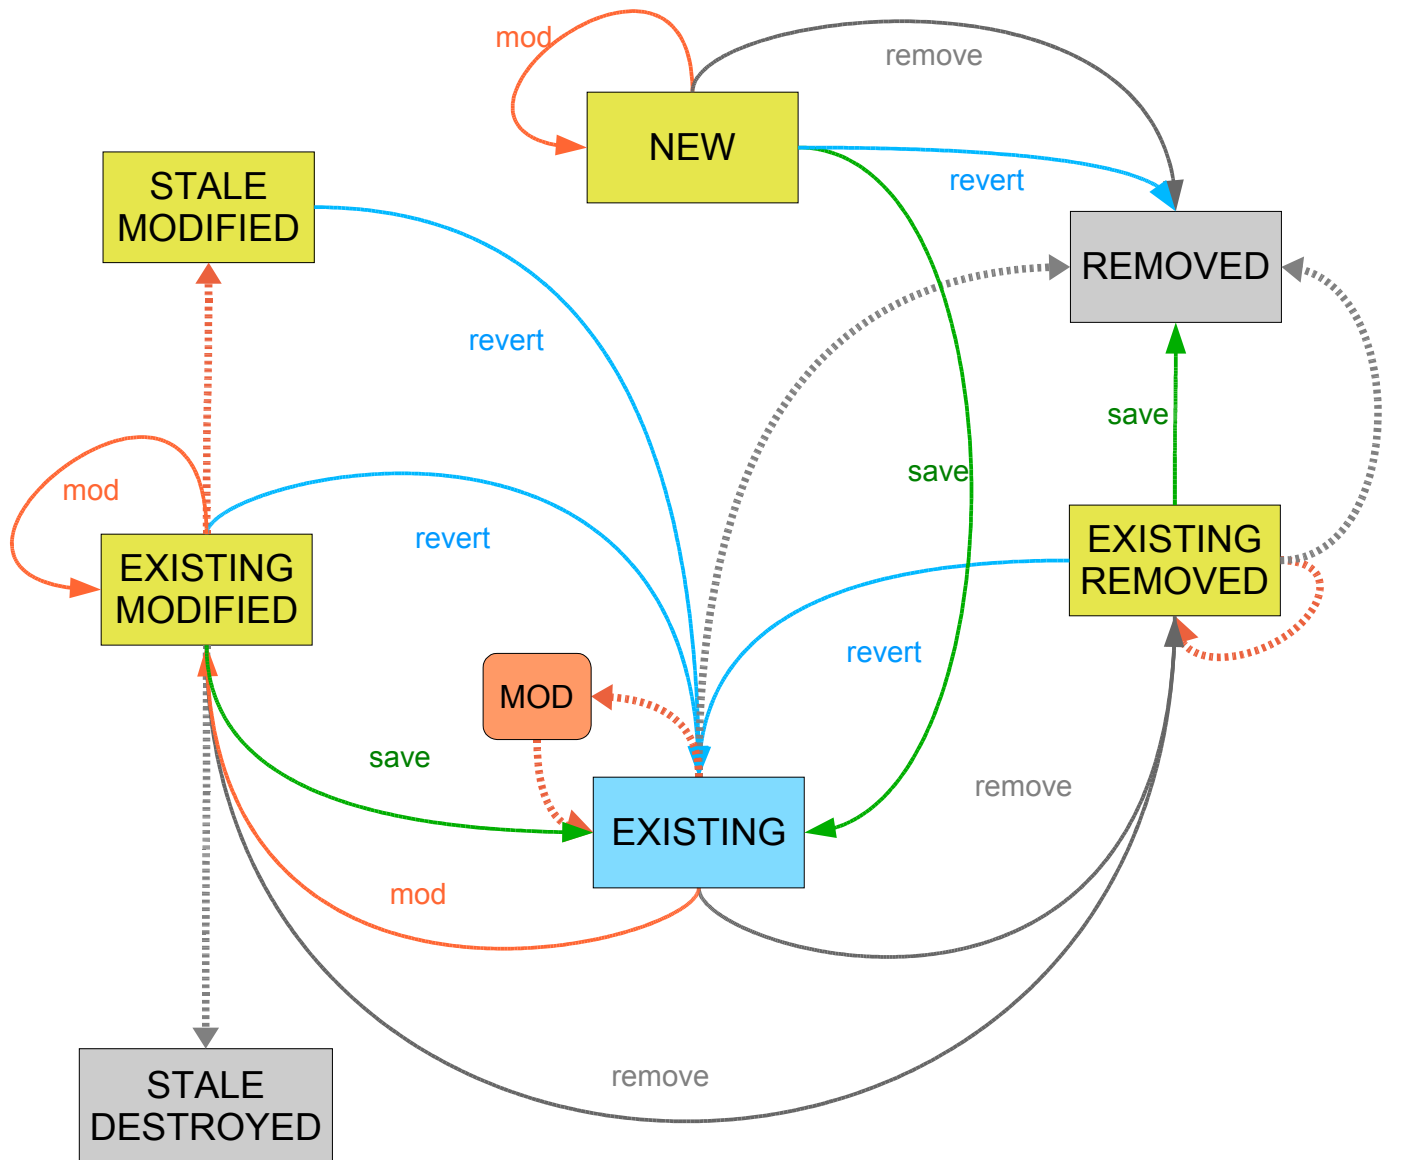 mod
remove
NEW
revert
STALE
MODIFIED
REMOVED
revert
save
save
mod
revert
EXISTING
MODIFIED
EXISTING
REMOVED
revert
MOD
save
EXISTING
remove
mod
remove
STALE
DESTROYED